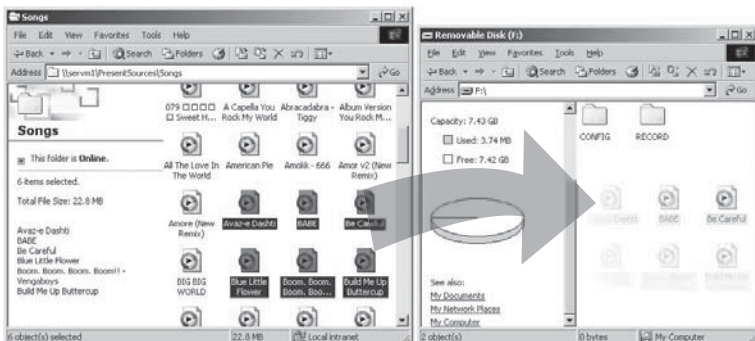 Songs
File Edit View Favorites Tools Help
Back Search Folders
Address \\servm1\PresentSources\Songs Go
Songs
This folder is Online.
6 items selected.
Total File Size: 22.8 MB
Avaz-e Dashti
BABE
Be Careful
Blue Little Flower
Boom. Boom. Boom. Boom!! -
Vengaboys
Build Me Up Buttercup
079 □□□□ A Capella You Abracadabra - Album Version
□ Sweet H... Rock My World Tiggy You Rock M...
All The Love In American Pie Amokk - 666 Amor v2 (New
The World Remix)
Amore (New Avaz-e Dashti BABE Be Careful
Remix)
BIG BIG Blue Little Boom. Boom. Build Me Up
WORLD Flower Boom. Boo... Buttercup
6 object(s) selected 22.8 MB Local intranet
Removable Disk (F:)
File Edit View Favorites Tools Help
Back Search Folders
Address F:\ Go
Capacity: 7.43 GB
Used: 3.74 MB
Free: 7.42 GB
See also:
My Documents
My Network Places
My Computer
CONFIG RECORD
BABE Be Careful
2 object(s) 0 bytes My Computer